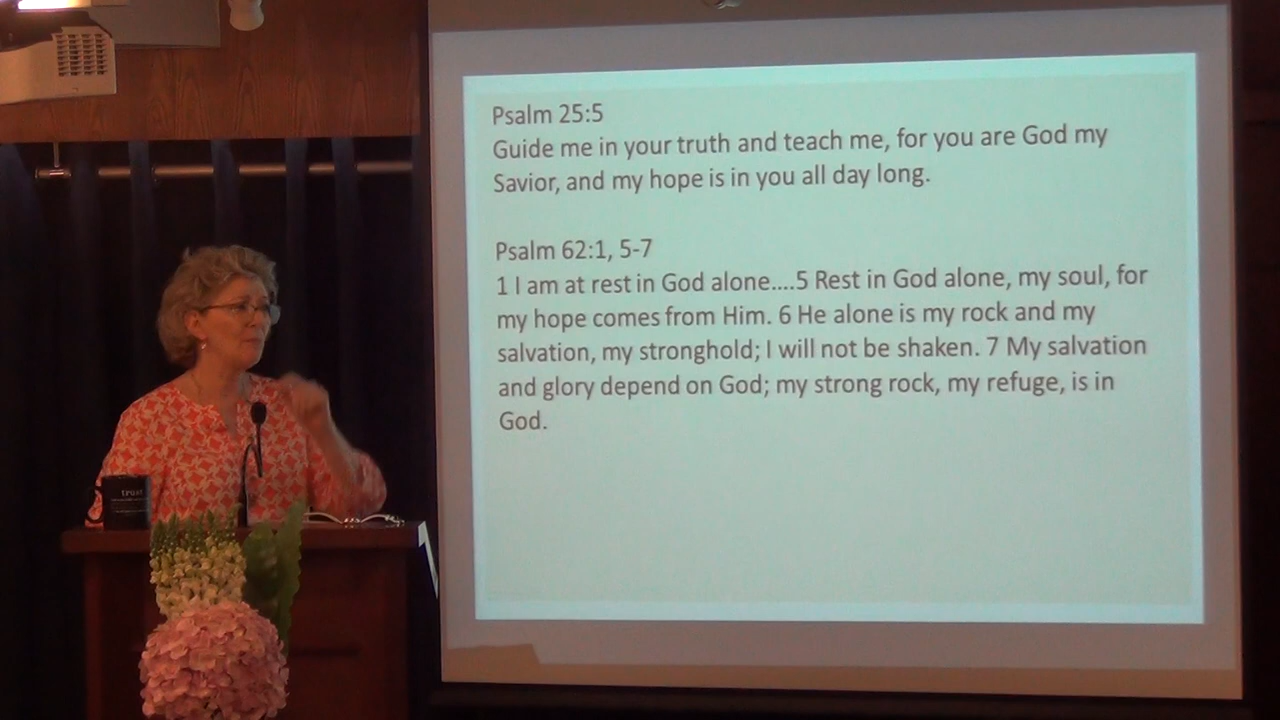 Psalm 25:5
Guide me in your truth and teach me, for you are God my
Savior, and my hope is in you all day long.
Psalm 62:1, 5-7
1 I am at rest in God alone....5 Rest in God alone, my soul, for
my hope comes from Him. 6 He alone is my rock and my
salvation, my stronghold; I will not be shaken. 7 My salvation
and glory depend on God; my strong rock, my refuge, is in
God.
trust